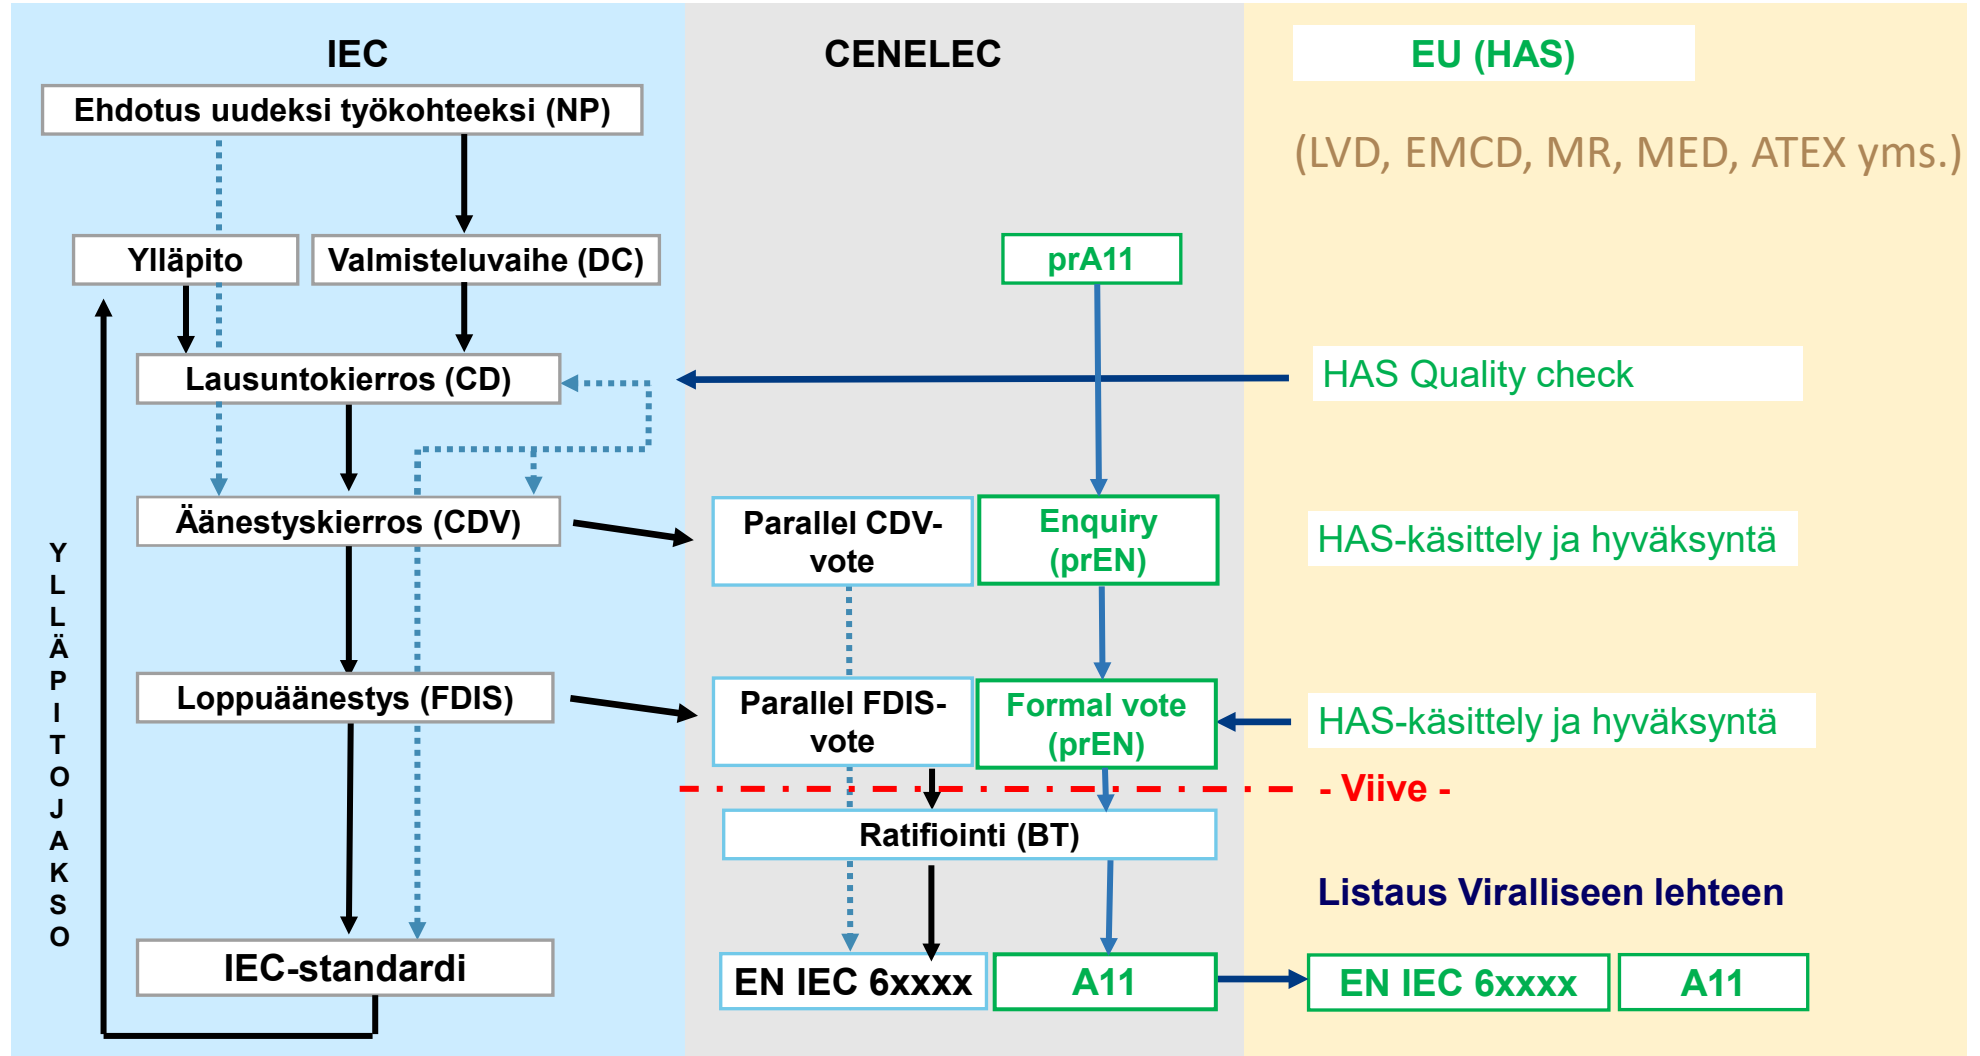 IEC
CENELEC
EU (HAS)
Ehdotus uudeksi työkohteeksi (NP)
(LVD, EMCD, MR, MED, ATEX yms.)
Ylläpito
Valmisteluvaihe (DC)
prA11
Lausuntokierros (CD)
HAS Quality check
Äänestyskierros (CDV)
Parallel CDV-
vote
Enquiry
(prEN)
HAS-käsittely ja hyväksyntä
YLLÄPITOJAKSO
Loppuäänestys (FDIS)
Parallel FDIS-
vote
Formal vote
(prEN)
HAS-käsittely ja hyväksyntä
- Viive -
Ratifiointi (BT)
Listaus Viralliseen lehteen
IEC-standardi
EN IEC 6xxxx
A11
EN IEC 6xxxx
A11